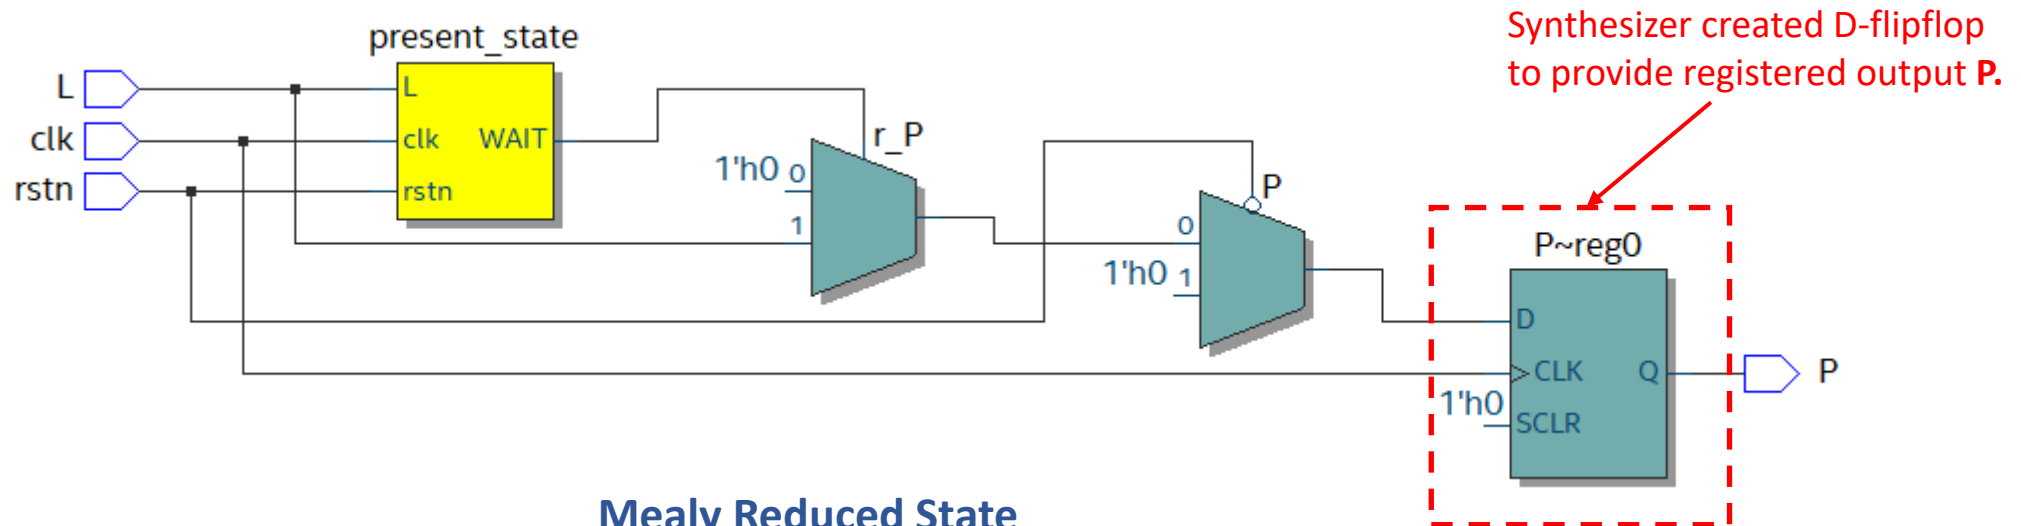 Synthesizer created D-flipflop
to provide registered output P.
present_state
L
clk
rstn
L
clk
rstn
WAIT
r_P
1'h0
0
1
P
0
1'h0
1
P~reg0
D
CLK
Q
1'h0
SCLR
P
Mealy Reduced State